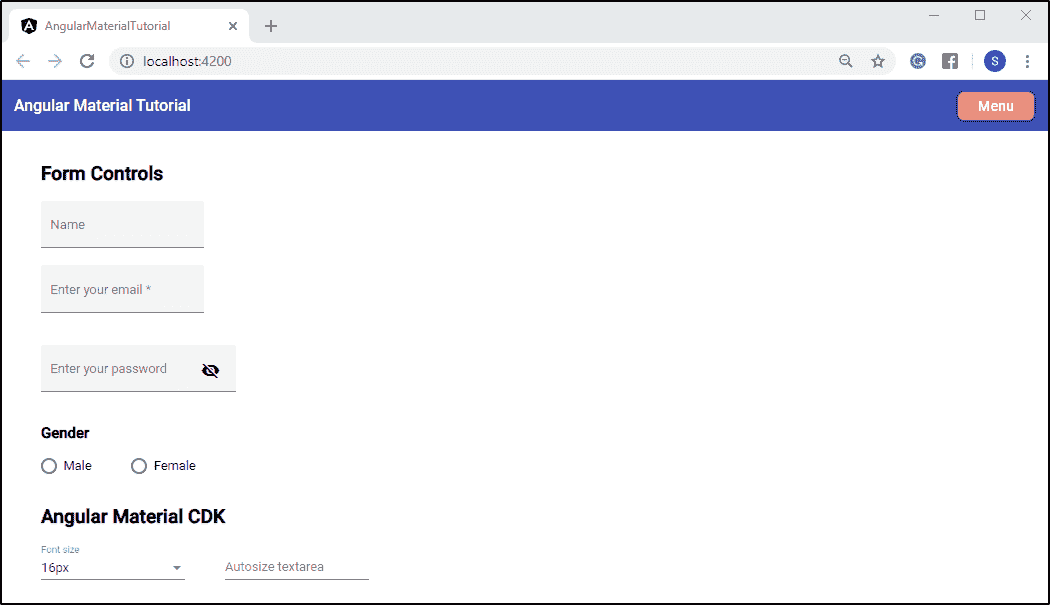 AngularMaterialTutorial
localhost:4200
S
Angular Material Tutorial
Menu
Form Controls
Name
Enter your email *
Enter your password
Gender
Male Female
Angular Material CDK
Font size
16px
Autosize textarea